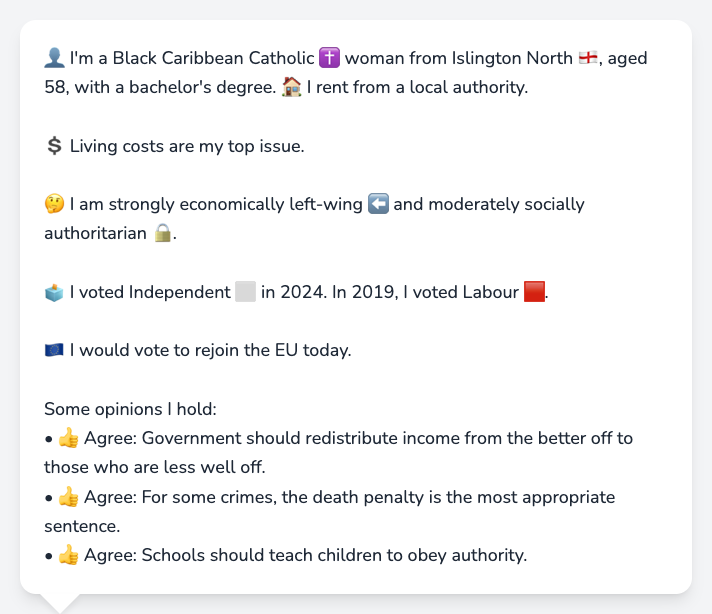 👤 I'm a Black Caribbean Catholic ✝️ woman from Islington North 🏴󠁧󠁢󠁥󠁮󠁧󠁿, aged
58, with a bachelor's degree. 🏠 I rent from a local authority.
💲 Living costs are my top issue.
🤔 I am strongly economically left-wing ⬅️ and moderately socially
authoritarian 🔒.
🗳️ I voted Independent ⬜ in 2024. In 2019, I voted Labour 🟥.
🇪🇺 I would vote to rejoin the EU today.
Some opinions I hold:
• 👍 Agree: Government should redistribute income from the better off to
those who are less well off.
• 👍 Agree: For some crimes, the death penalty is the most appropriate
sentence.
• 👍 Agree: Schools should teach children to obey authority.